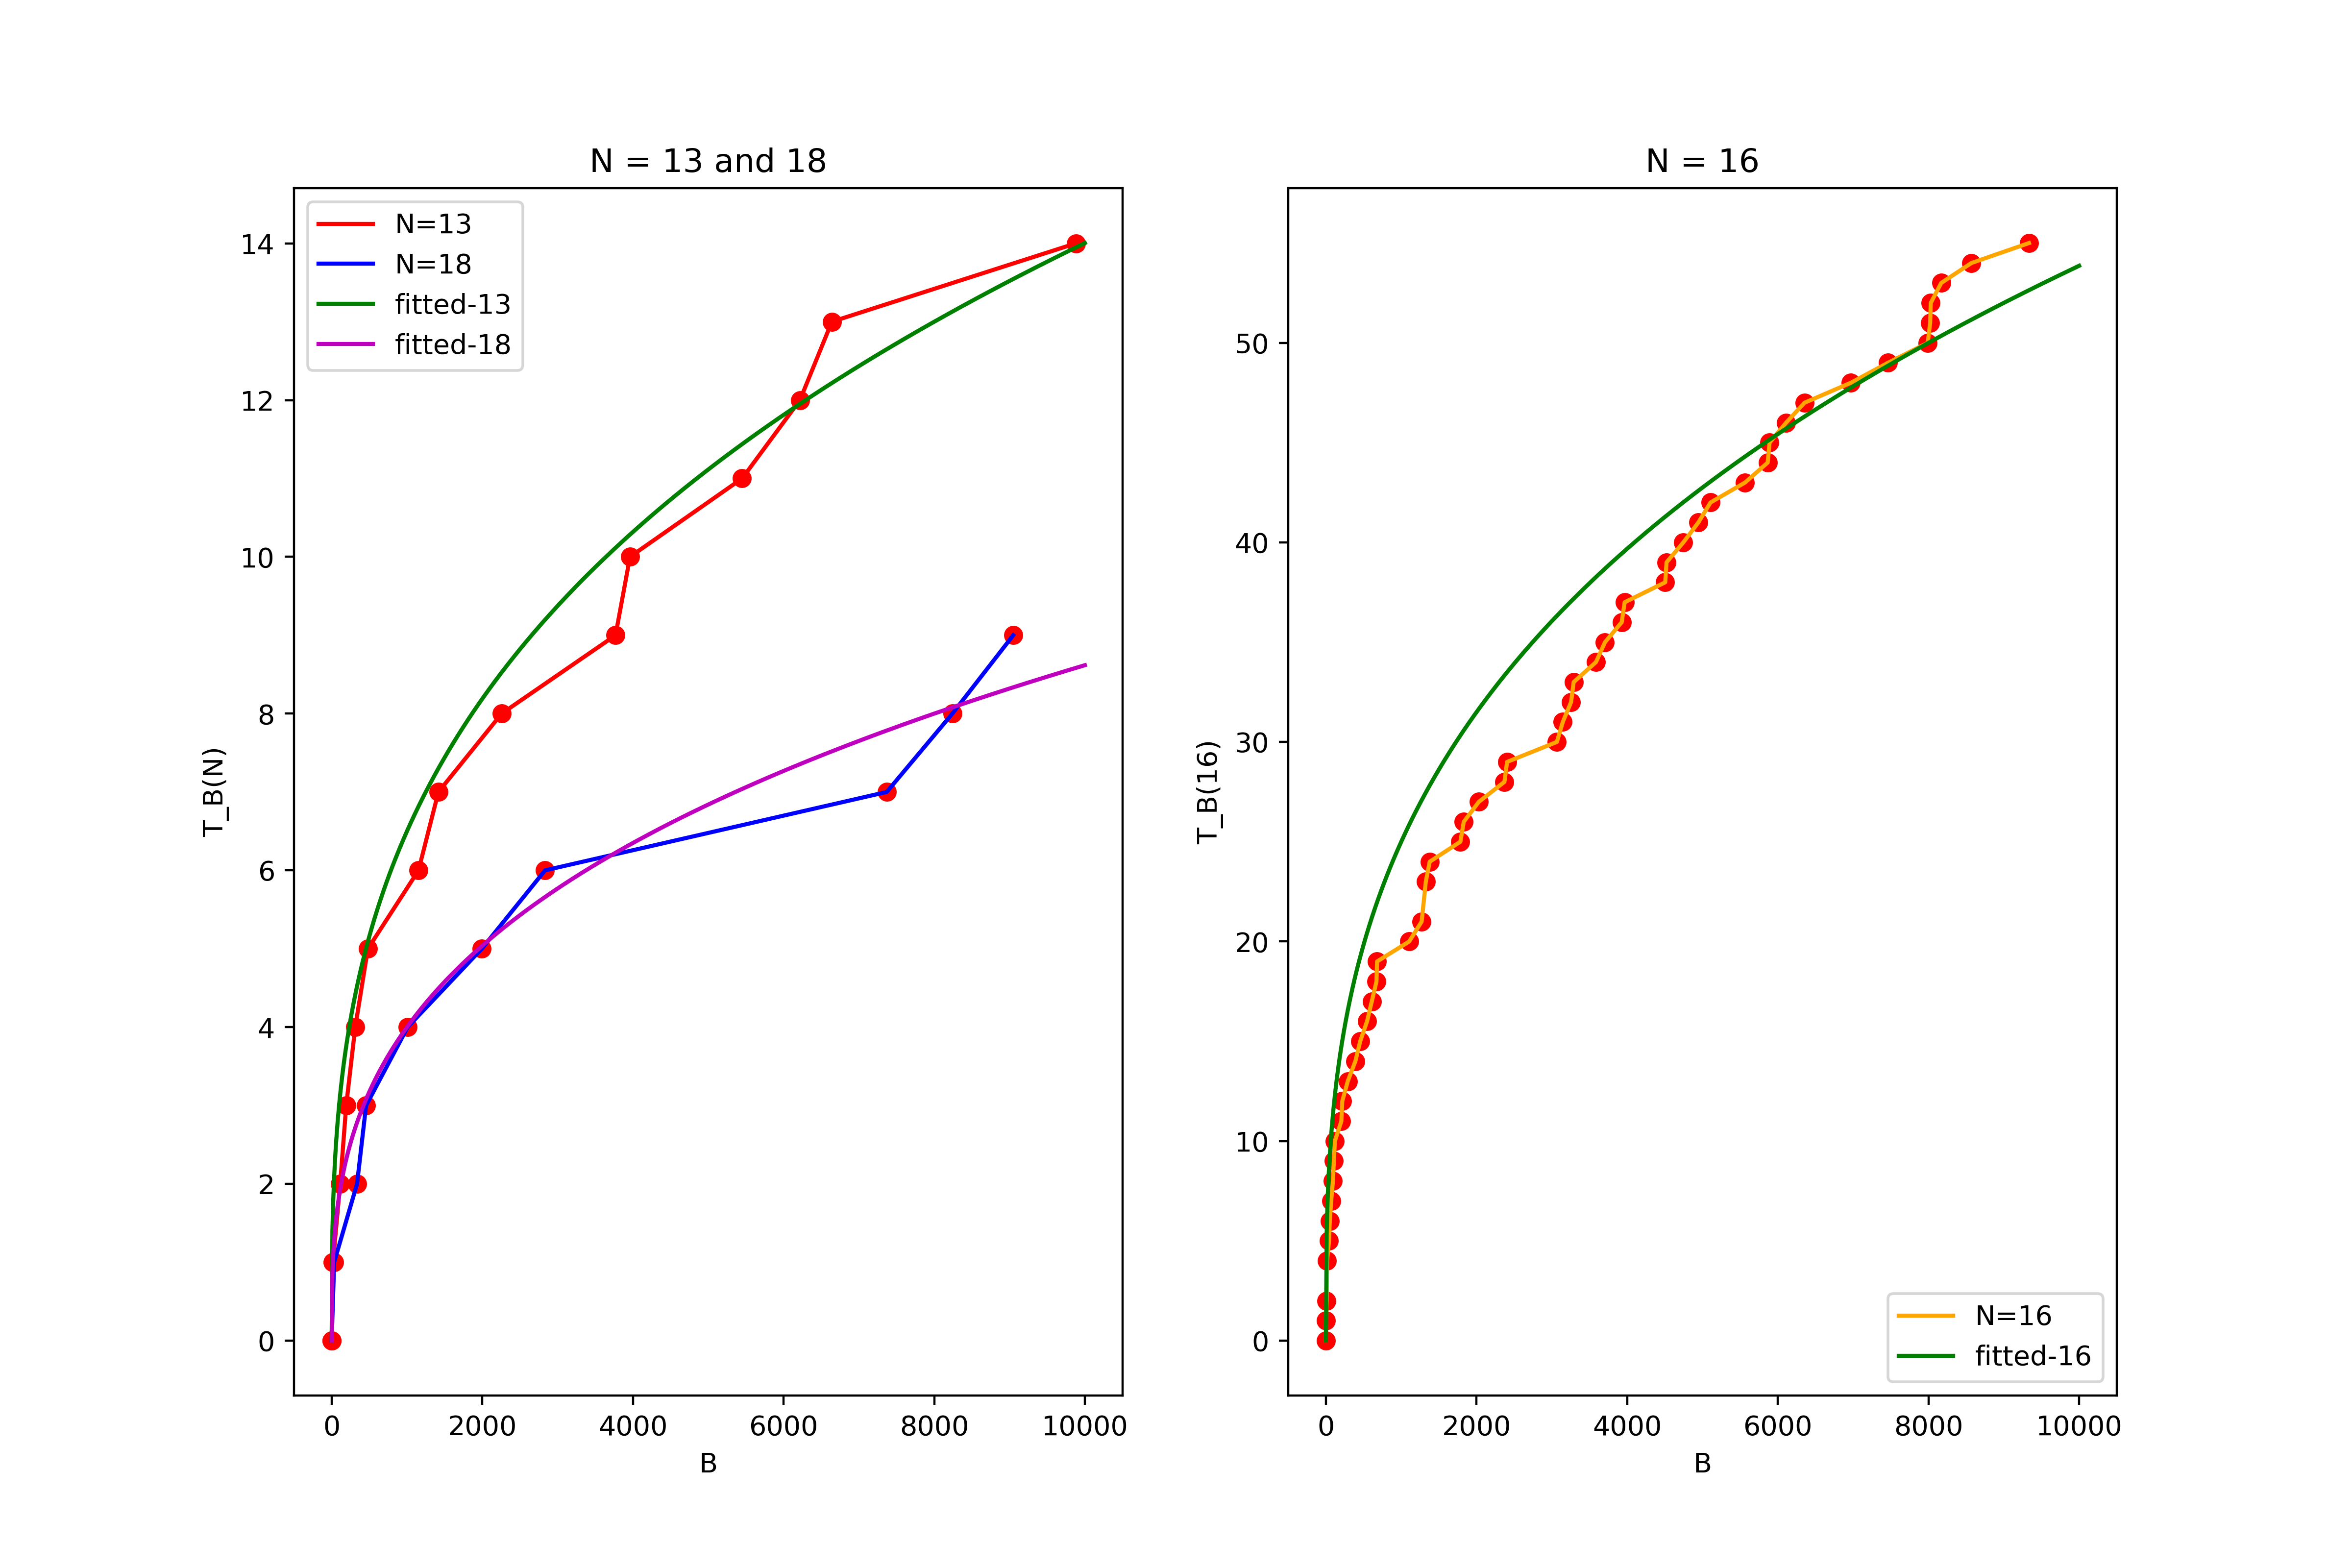 N = 13 and 18
N=13
N=18
fitted-13
fitted-18
14
12
10
8
6
4
2
0
T_B(N)
0 2000 4000 6000 8000 10000
B
N = 16
50
40
30
20
10
0
T_B(16)
N=16
fitted-16
0 2000 4000 6000 8000 10000
B